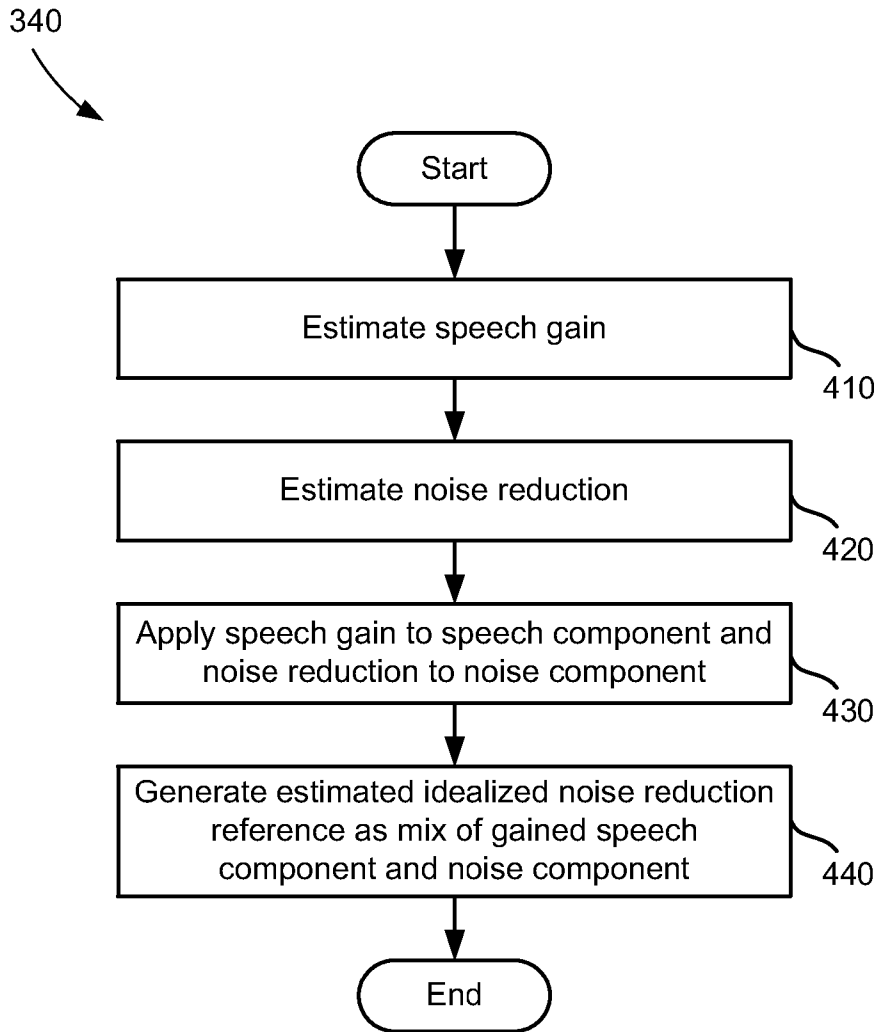 340
Start
Estimate speech gain
410
Estimate noise reduction
420
Apply speech gain to speech component and
noise reduction to noise component
430
Generate estimated idealized noise reduction
reference as mix of gained speech
component and noise component
440
End